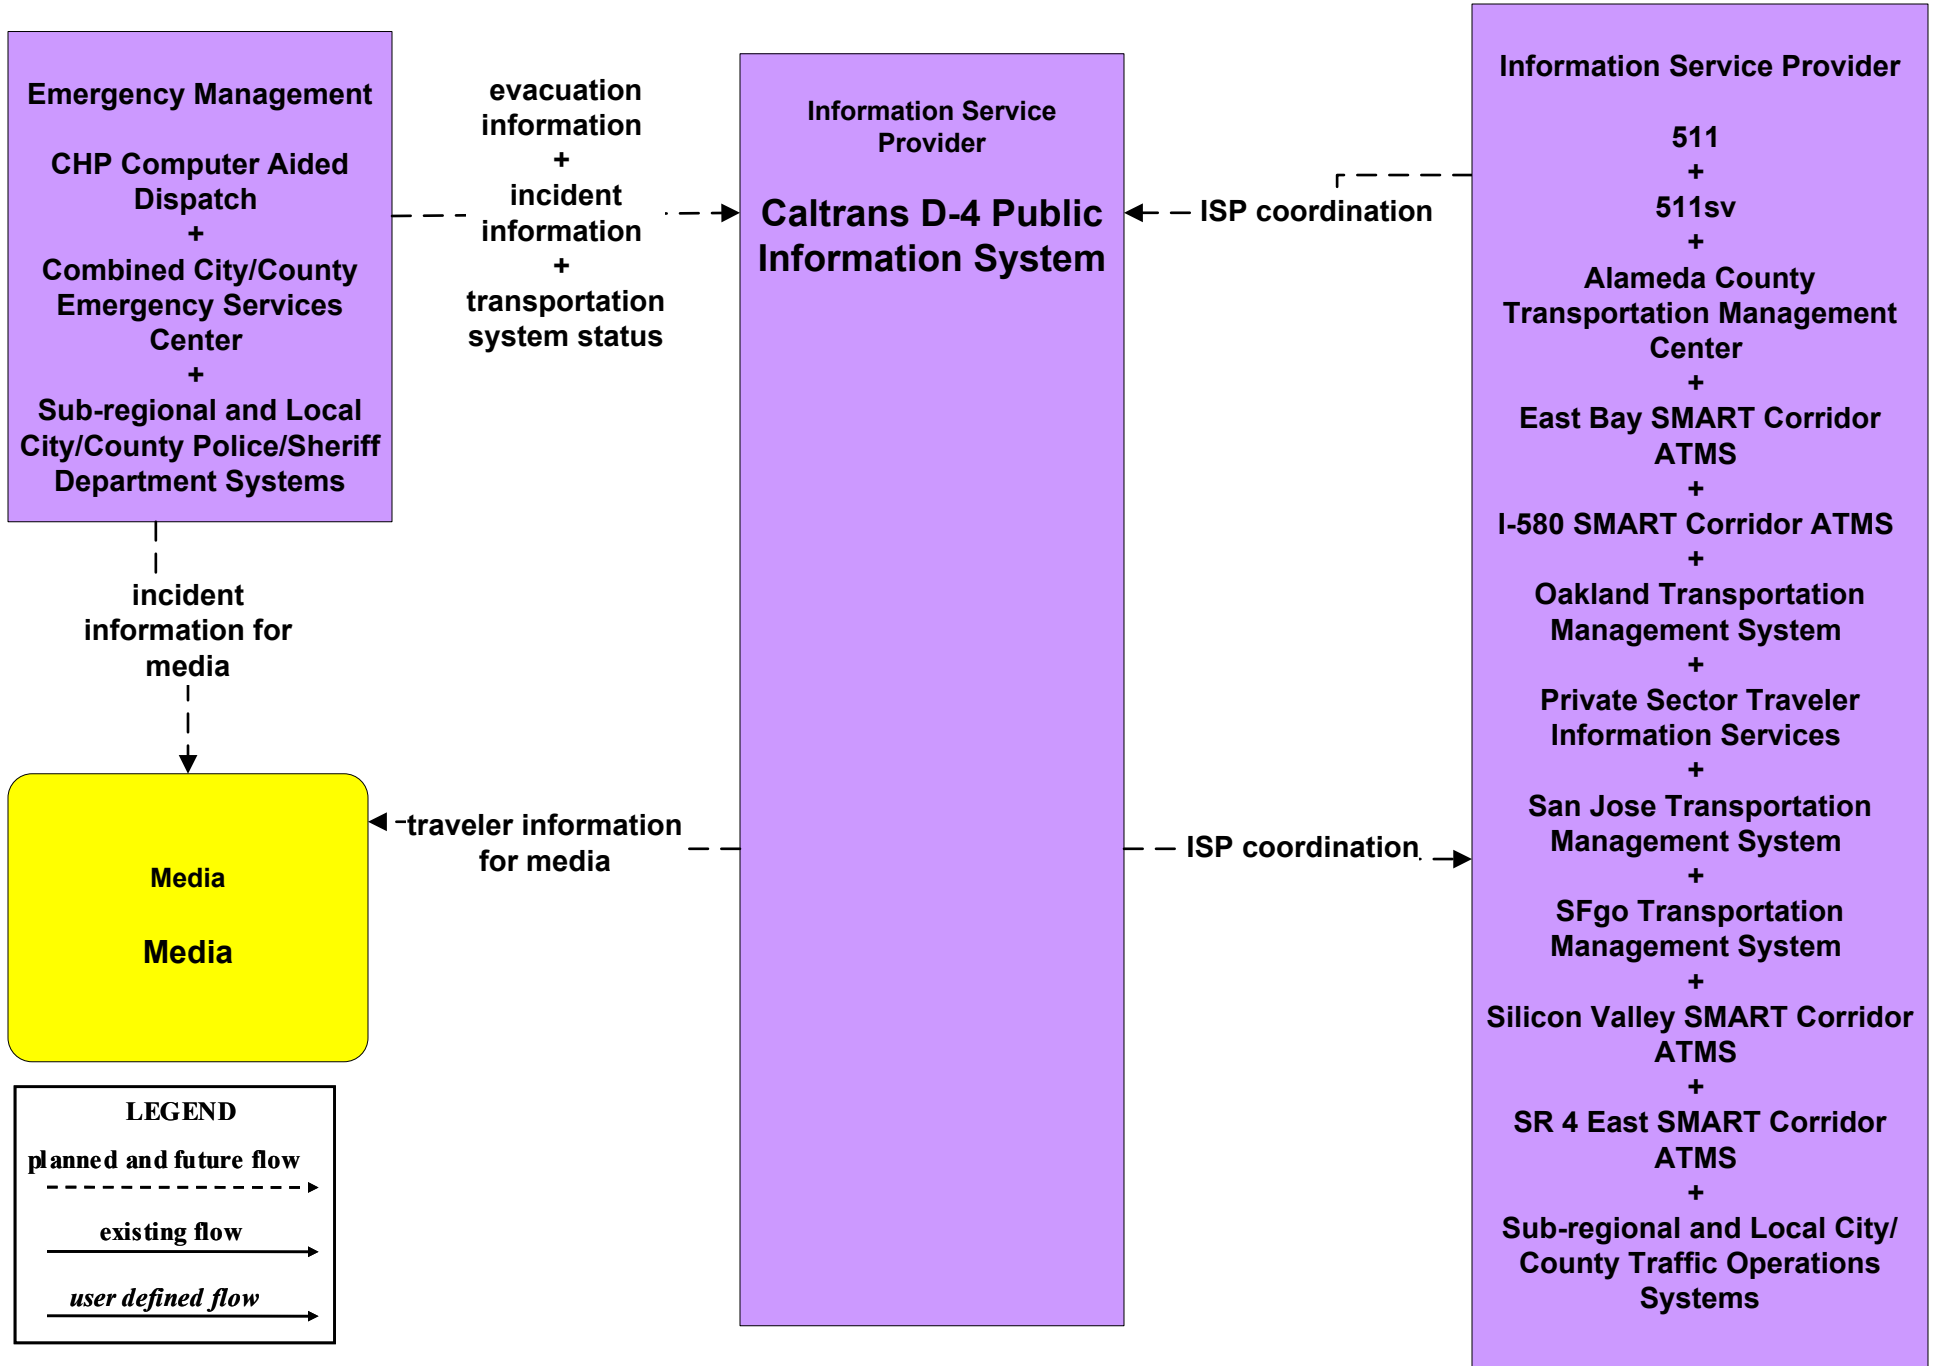 Emergency Management
CHP Computer Aided
Dispatch
+
Combined City/County
Emergency Services
Center
+
Sub-regional and Local
City/County Police/Sheriff
Department Systems
evacuation
information
+
incident
information
+
transportation
system status
Information Service
Provider
Caltrans D-4 Public
Information System
ISP coordination
Information Service Provider
511
+
511sv
+
Alameda County
Transportation Management
Center
+
East Bay SMART Corridor
ATMS
+
I-580 SMART Corridor ATMS
+
Oakland Transportation
Management System
+
Private Sector Traveler
Information Services
+
San Jose Transportation
Management System
+
SFgo Transportation
Management System
+
Silicon Valley SMART Corridor
ATMS
+
SR 4 East SMART Corridor
ATMS
+
Sub-regional and Local City/
County Traffic Operations
Systems
incident
information for
media
traveler information
for media
ISP coordination
Media
Media
LEGEND
planned and future flow
existing flow
user defined flow